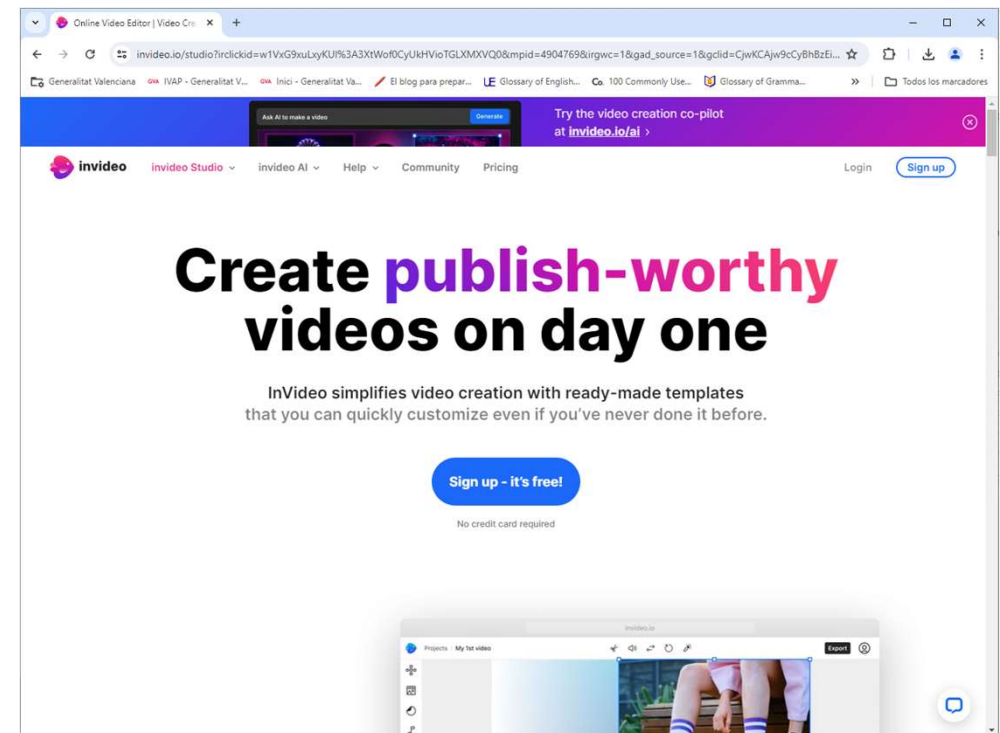 Online Video Editor | Video Cre
invideo.io/studio?irclickid=w1VxG9xuLxyKUI%3A3XtWof0CyUkHVioTGLXMXVQ0&mpid=4904769&irgwc=1&gad_source=1&gclid=CjwKCAjw9cCyBhBzEi...
Generalitat Valenciana GVA IVAP - Generalitat V... GVA Inici - Generalitat Va... El blog para prepar... UE Glossary of English... Co. 100 Commonly Use... Glossary of Gramma... » Todos los marcadores
Ask AI to make a video Generate
Try the video creation co-pilot
at invideo.io/ai ›
invideo invideo Studio invideo AI Help Community Pricing Login Sign up
Create publish-worthy
videos on day one
InVideo simplifies video creation with ready-made templates
that you can quickly customize even if you've never done it before.
Sign up - it's free!
No credit card required
invideo.io
Projects / My 1st video Export